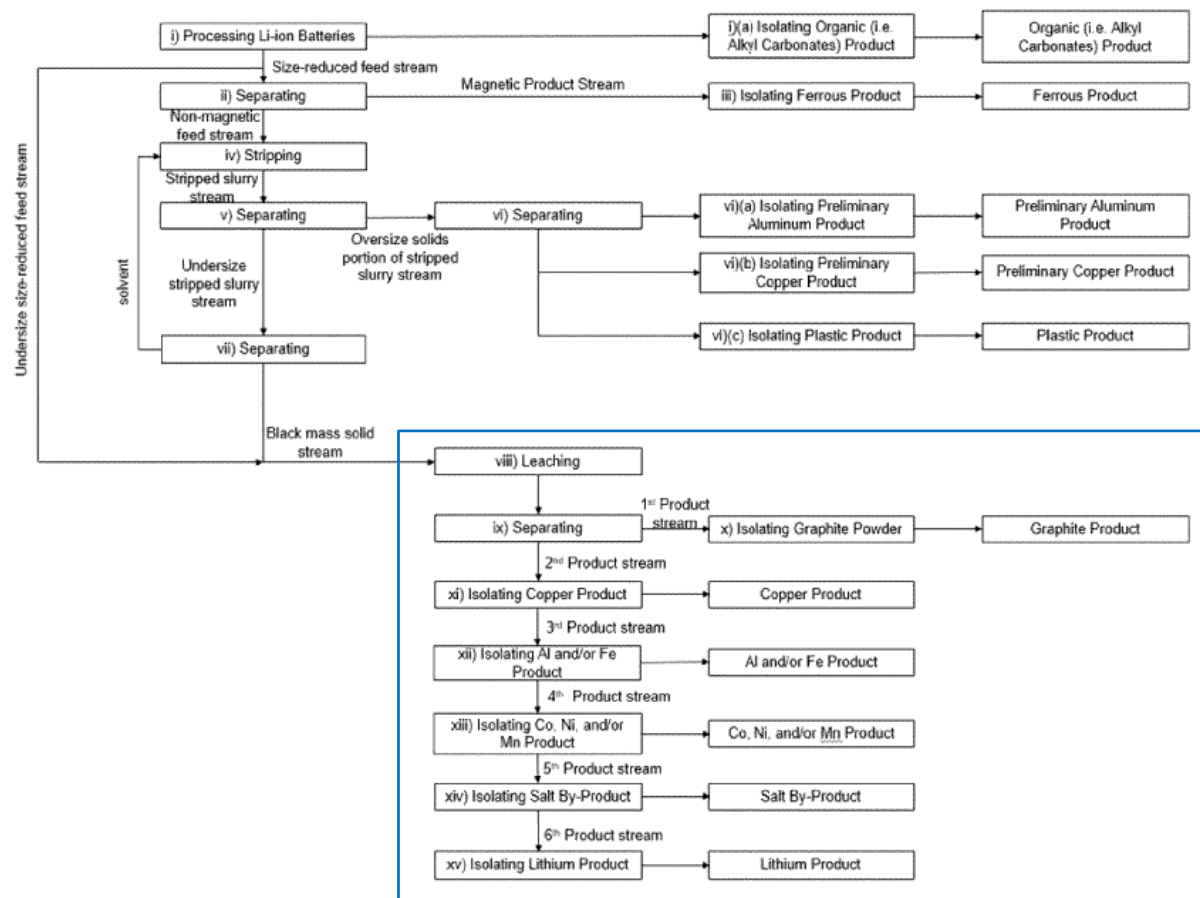 i) Processing Li-ion Batteries
i)(a) Isolating Organic (i.e.
Alkyl Carbonates) Product
Organic (i.e. Alkyl
Carbonates) Product
Size-reduced feed stream
ii) Separating
Magnetic Product Stream
iii) Isolating Ferrous Product
Ferrous Product
Non-magnetic
feed stream
iv) Stripping
Stripped slurry
stream
v) Separating
vi) Separating
vi)(a) Isolating Preliminary
Aluminum Product
Preliminary Aluminum
Product
Oversize solids
portion of stripped
slurry stream
Undersize
stripped slurry
stream
vi)(b) Isolating Preliminary
Copper Product
Preliminary Copper Product
solvent
Undersize size-reduced feed stream
vi)(c) Isolating Plastic Product
Plastic Product
vii) Separating
Black mass solid
stream
viii) Leaching
1st Product
stream
ix) Separating
x) Isolating Graphite Powder
Graphite Product
2nd Product stream
xi) Isolating Copper Product
Copper Product
3rd Product stream
xii) Isolating Al and/or Fe
Product
Al and/or Fe Product
4th Product stream
xiii) Isolating Co, Ni, and/or
Mn Product
Co, Ni, and/or Mn Product
5th Product stream
xiv) Isolating Salt By-Product
Salt By-Product
6th Product stream
xv) Isolating Lithium Product
Lithium Product